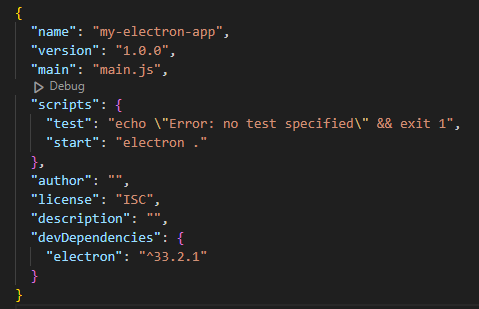 {
"name": "my-electron-app",
"version": "1.0.0",
"main": "main.js",
Debug
"scripts": {
"test": "echo \"Error: no test specified\" && exit 1",
"start": "electron ."
},
"author": "",
"license": "ISC",
"description": "",
"devDependencies": {
"electron": "^33.2.1"
}
}